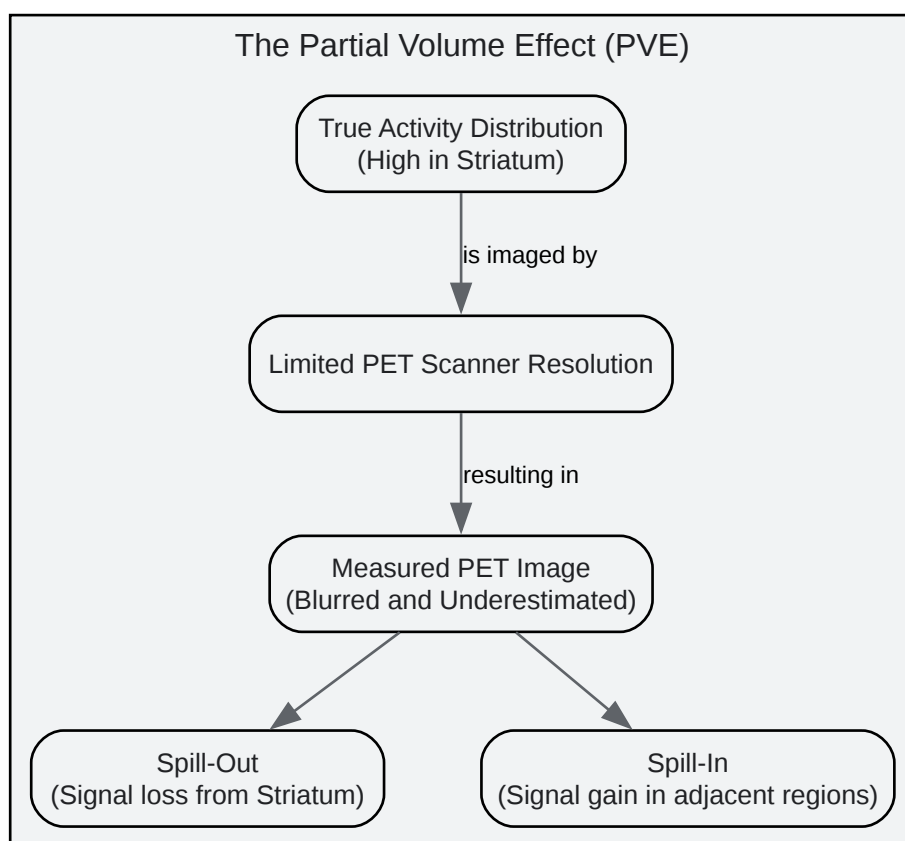 The Partial Volume Effect (PVE)
True Activity Distribution
(High in Striatum)
is imaged by
Limited PET Scanner Resolution
resulting in
Measured PET Image
(Blurred and Underestimated)
Spill-Out
(Signal loss from Striatum)
Spill-In
(Signal gain in adjacent regions)